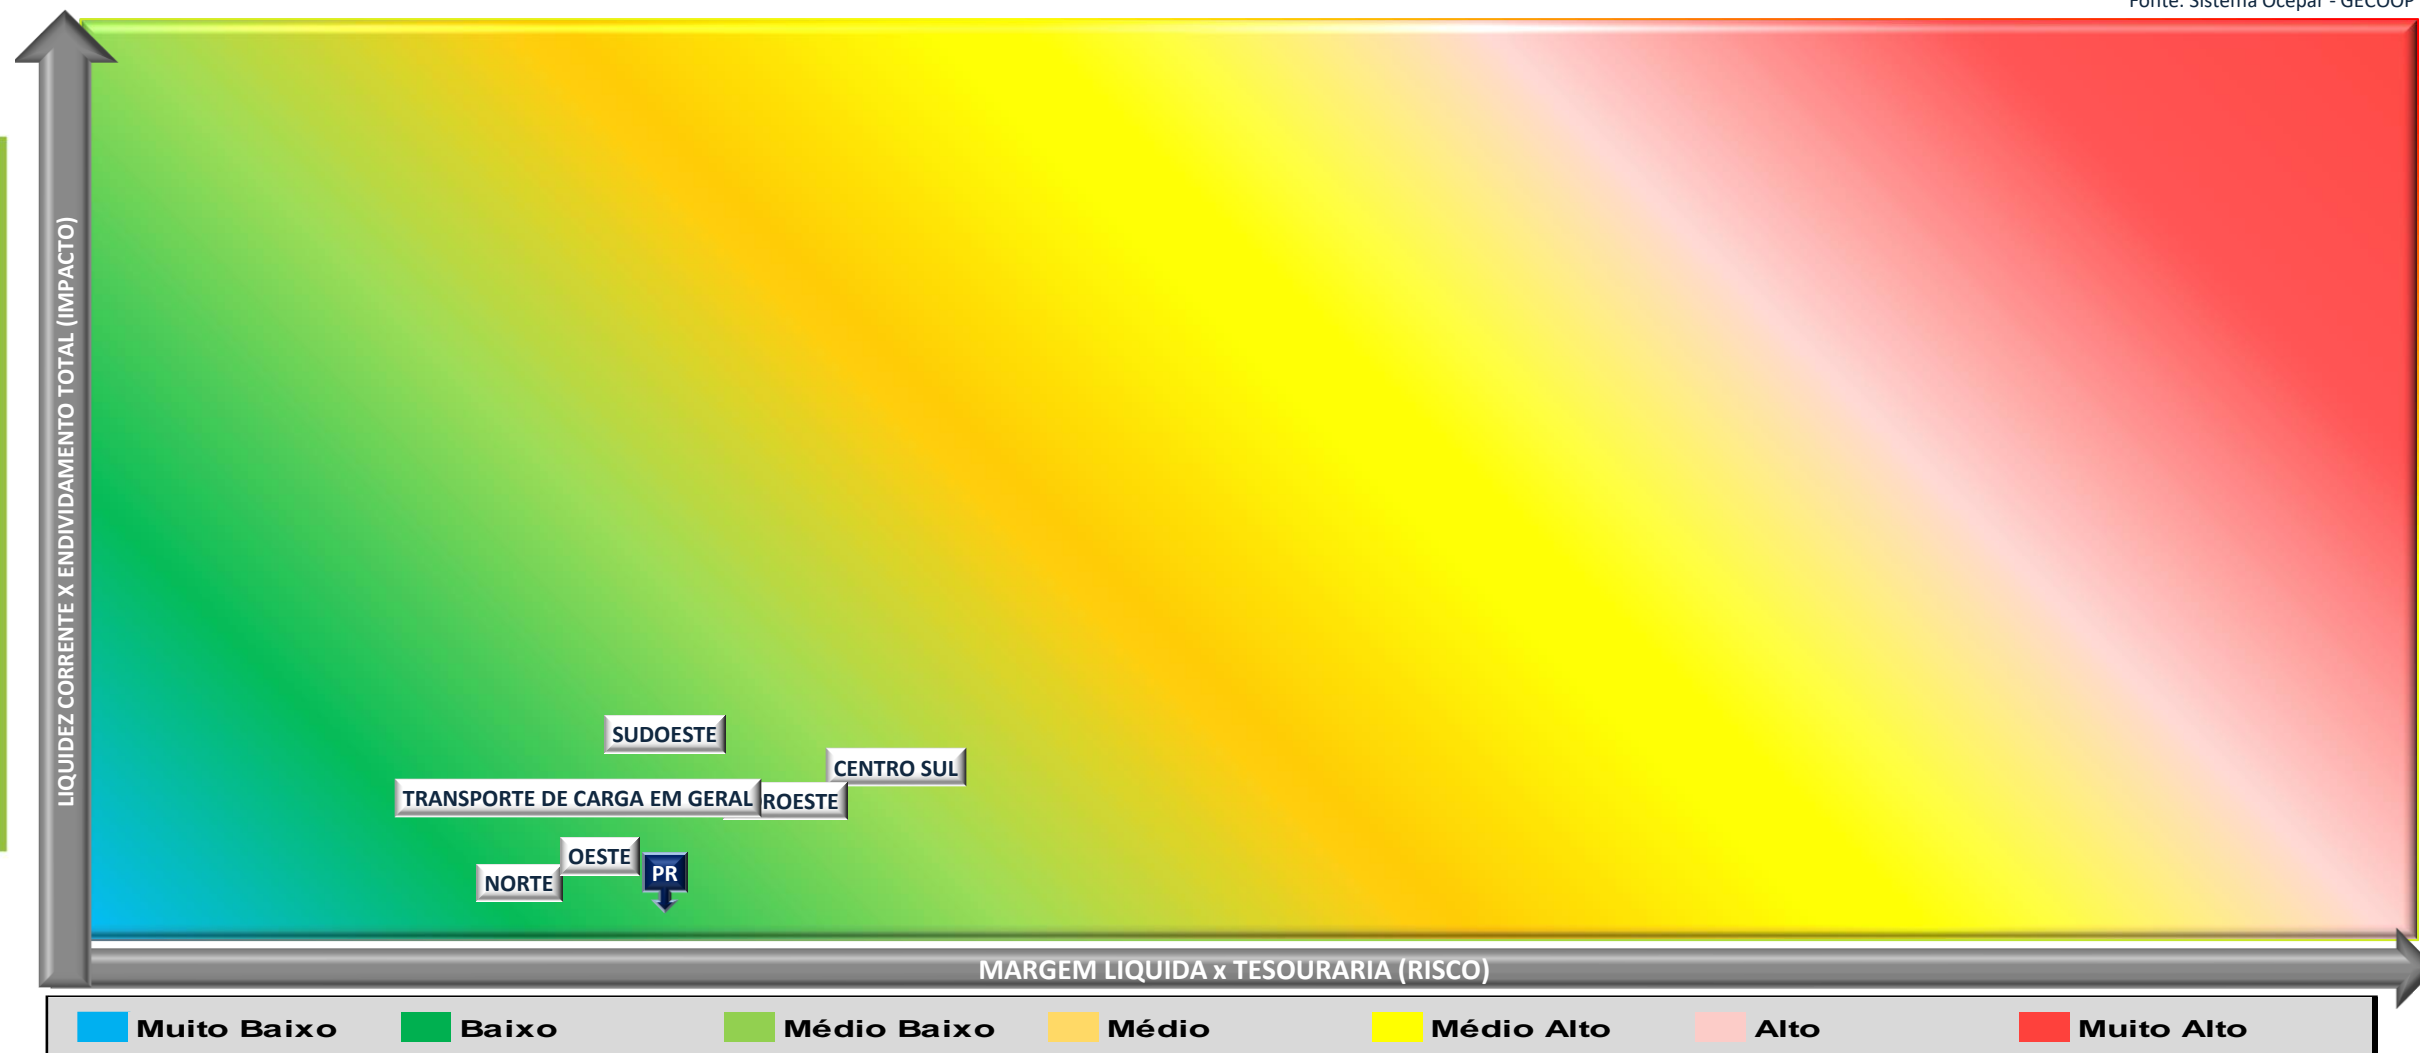 Fonte: Sistema Ocepar - GECOOP
LIQUIDEZ CORRENTE X ENDIVIDAMENTO TOTAL (IMPACTO)
SUDOESTE
CENTRO SUL
TRANSPORTE DE CARGA EM GERAL
ROESTE
OESTE
PR
NORTE
MARGEM LIQUIDA x TESOURARIA (RISCO)
Muito Baixo Baixo Médio Baixo Médio Médio Alto Alto Muito Alto